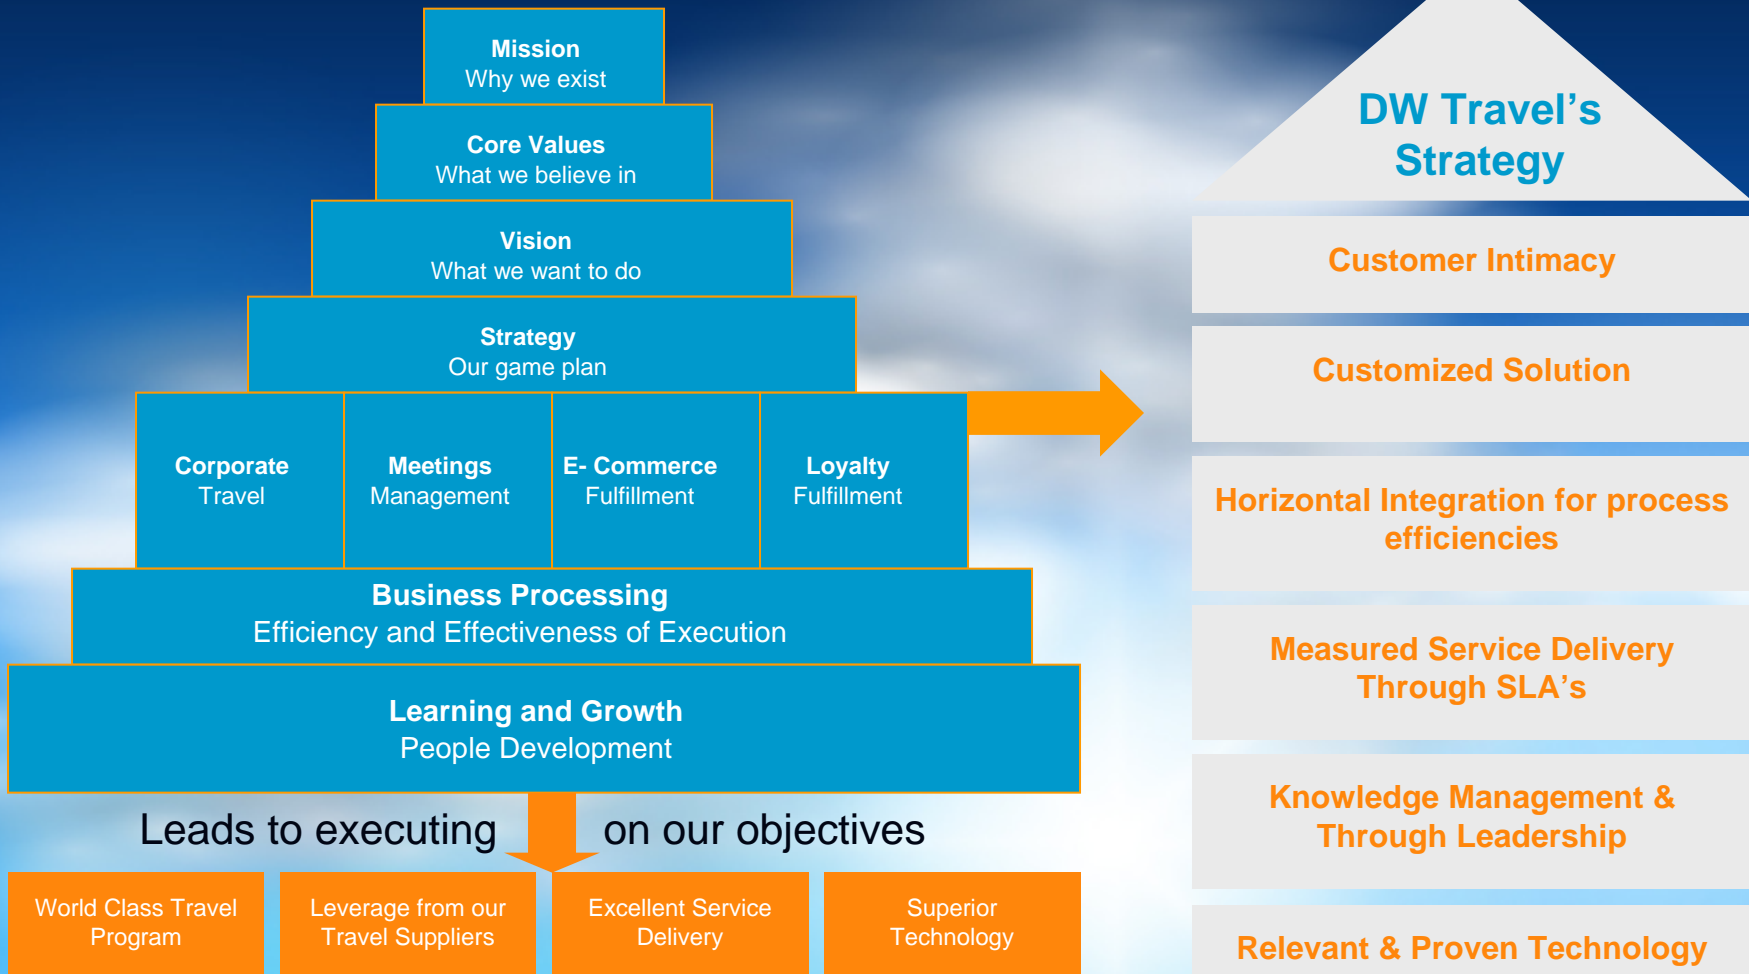 Mission
Why we exist
Core Values
What we believe in
Vision
What we want to do
Strategy
Our game plan
Corporate
Travel
Meetings
Management
E- Commerce
Fulfillment
Loyalty
Fulfillment
Business Processing
Efficiency and Effectiveness of Execution
Learning and Growth
People Development
Leads to executing on our objectives
World Class Travel
Program
Leverage from our
Travel Suppliers
Excellent Service
Delivery
Superior
Technology
DW Travel’s
Strategy
Customer Intimacy
Customized Solution
Horizontal Integration for process
efficiencies
Measured Service Delivery
Through SLA’s
Knowledge Management &
Through Leadership
Relevant & Proven Technology